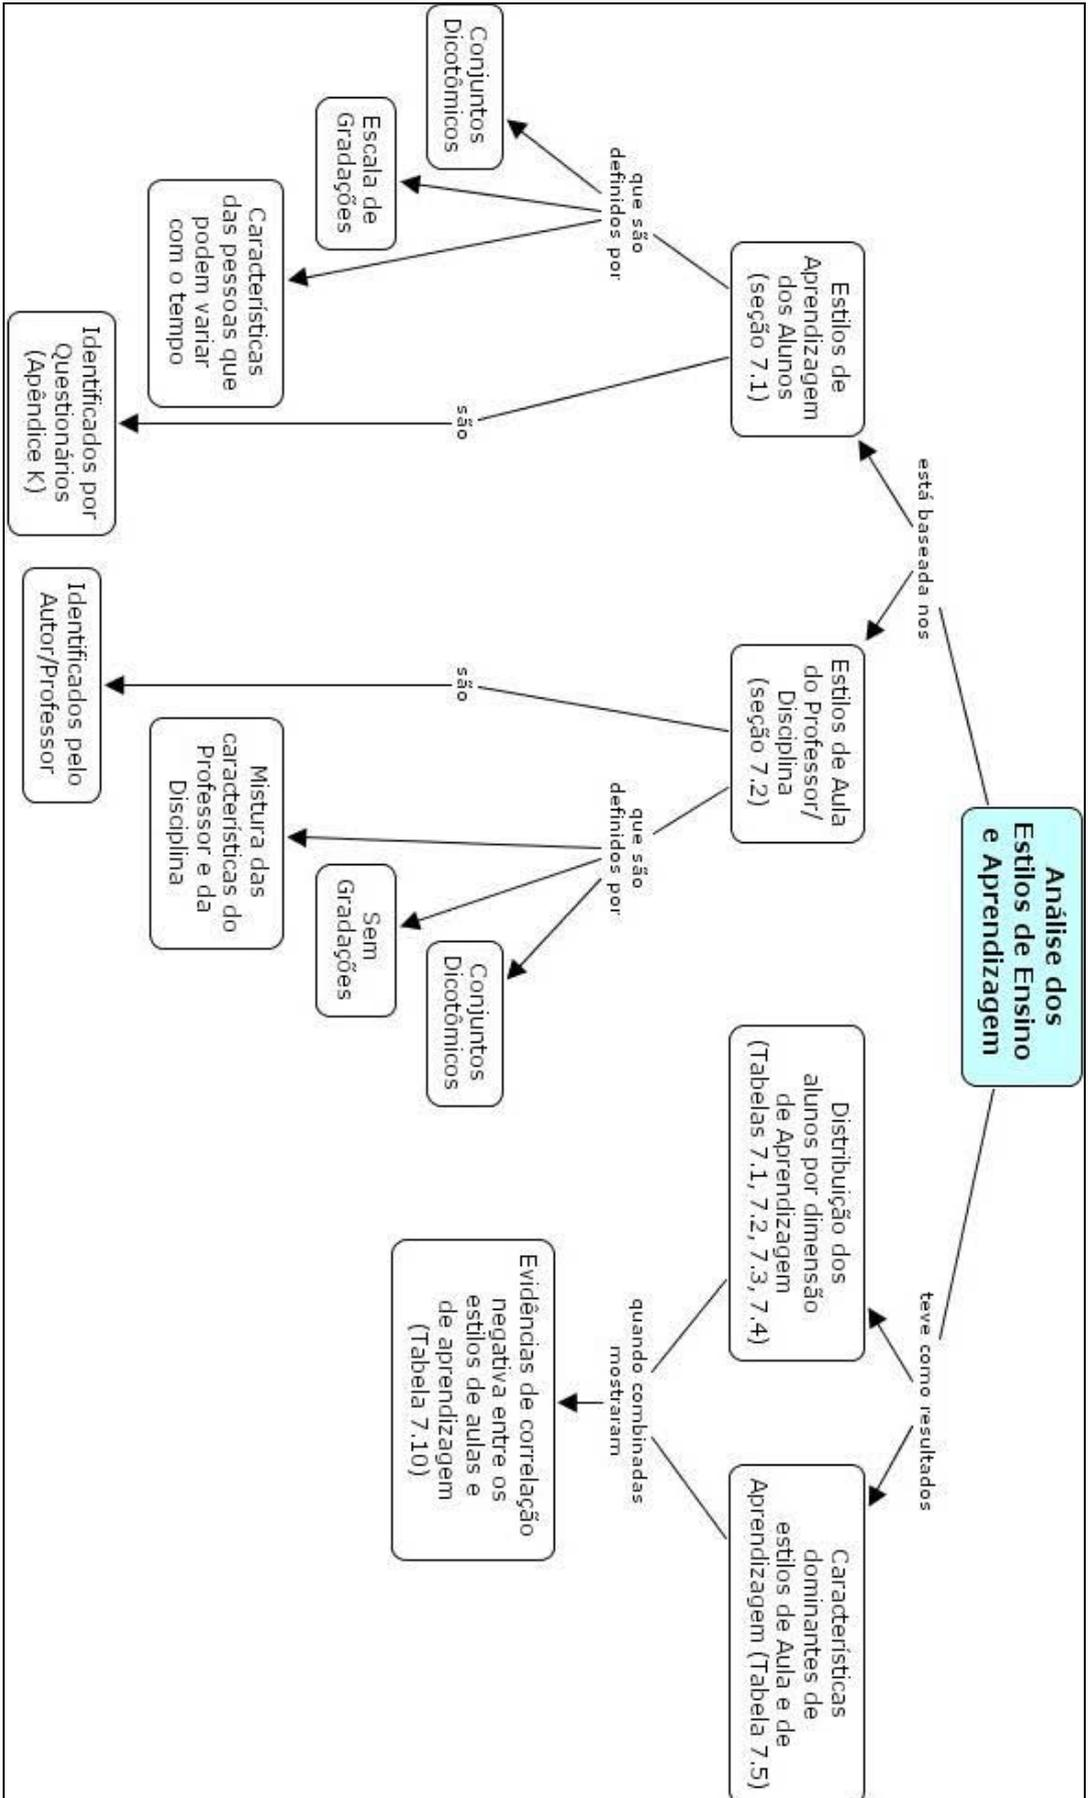 Análise dos
Estilos de Ensino
e Aprendizagem
está baseada nos
teve como resultados
Estilos de
Aprendizagem
dos Alunos
(seção 7.1)
Estilos de Aula
do Professor/
Disciplina
(seção 7.2)
Distribuição dos
alunos por dimensão
de Aprendizagem
(Tabelas 7.1, 7.2, 7.3, 7.4)
Características
dominantes de
estilos de Aula e de
Aprendizagem (Tabela 7.5)
que são
definidos por
que são
definidos por
quando combinadas
mostraram
Conjuntos
Dicotômicos
são
são
Conjuntos
Dicotômicos
Evidências de correlação
negativa entre os
estilos de aulas e
de aprendizagem
(Tabela 7.10)
Escala de
Gradações
Sem
Gradações
Características
das pessoas que
podem variar
com o tempo
Mistura das
características do
Professor e da
Disciplina
Identificados por
Questionários
(Apêndice K)
Identificados pelo
Autor/Professor